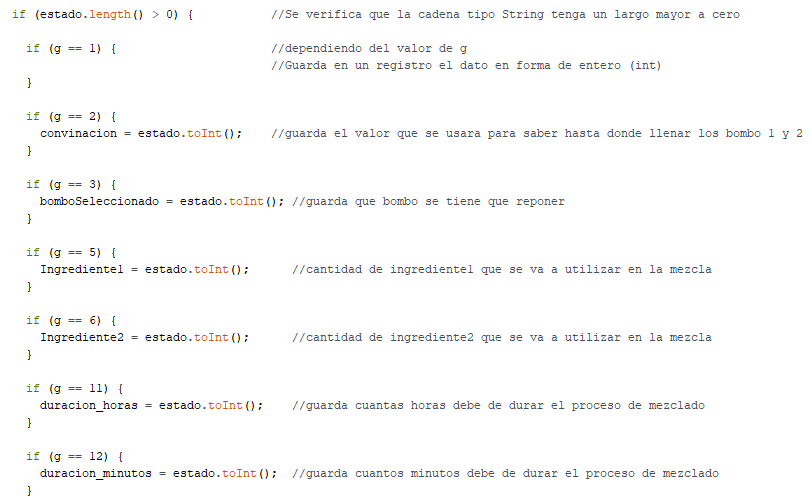 if (estado.length() > 0) {           //Se verifica que la cadena tipo String tenga un largo mayor a cero
if (g == 1) {                      //dependiendo del valor de g
//Guarda en un registro el dato en forma de entero (int)
}
if (g == 2) {
convinacion = estado.toInt();    //guarda el valor que se usara para saber hasta donde llenar los bombo 1 y 2
}
if (g == 3) {
bomboSeleccionado = estado.toInt(); //guarda que bombo se tiene que reponer
}
if (g == 5) {
Ingrediente1 = estado.toInt();      //cantidad de ingrediente1 que se va a utilizar en la mezcla
}
if (g == 6) {
Ingrediente2 = estado.toInt();      //cantidad de ingrediente2 que se va a utilizar en la mezcla
}
if (g == 11) {
duracion_horas = estado.toInt();    //guarda cuantas horas debe de durar el proceso de mezclado
}
if (g == 12) {
duracion_minutos = estado.toInt();  //guarda cuantos minutos debe de durar el proceso de mezclado
}